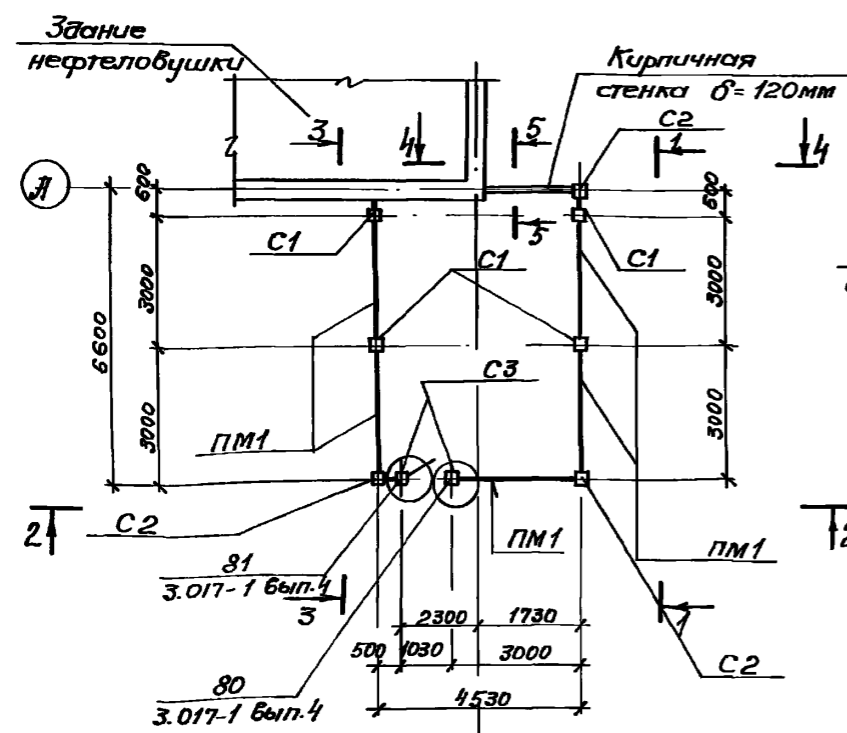 Здание
нефтеловушки
Кирпичная
стенка δ=120мм
С2
3
4
5
1
4
А
600
600
5
С1
С1
С1
3000
3000
6600
С3
3000
3000
ПМ1
2
С2
ПМ1
ПМ1
2
81
3.017-1 Вып.4
3
2300
1730
1
500
1030
3000
С2
80
3.017-1 Вып.4
4530